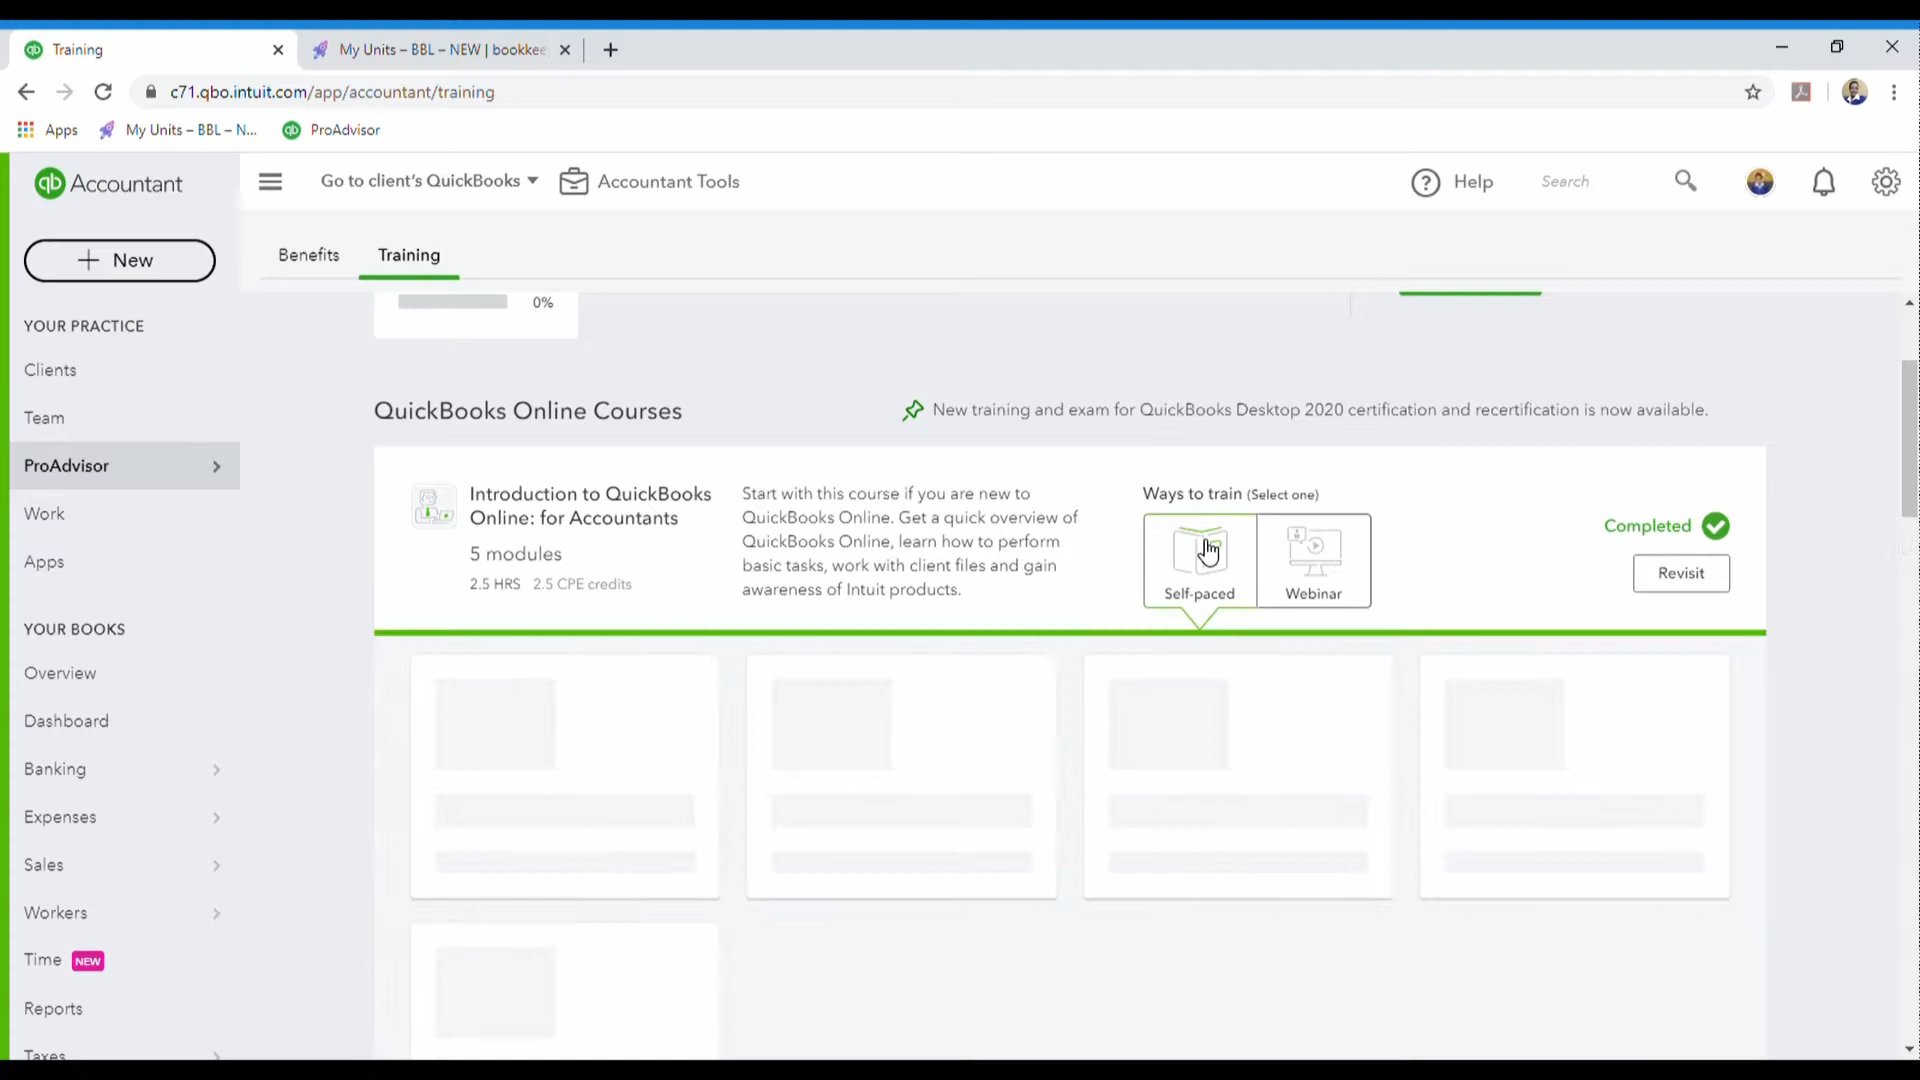 Training
My Units – BBL – NEW | bookkee
c71.qbo.intuit.com/app/accountant/training
Apps
My Units – BBL – N...
ProAdvisor
qb Accountant
Go to client's QuickBooks
Accountant Tools
Help
Search
New
Benefits
Training
0%
YOUR PRACTICE
Clients
Team
ProAdvisor
Work
Apps
YOUR BOOKS
Overview
Dashboard
Banking
Expenses
Sales
Workers
Time NEW
Reports
Taxes
QuickBooks Online Courses
New training and exam for QuickBooks Desktop 2020 certification and recertification is now available.
Introduction to QuickBooks
Online: for Accountants
5 modules
2.5 HRS 2.5 CPE credits
Start with this course if you are new to
QuickBooks Online. Get a quick overview of
QuickBooks Online, learn how to perform
basic tasks, work with client files and gain
awareness of Intuit products.
Ways to train (Select one)
Self-paced
Webinar
Completed
Revisit